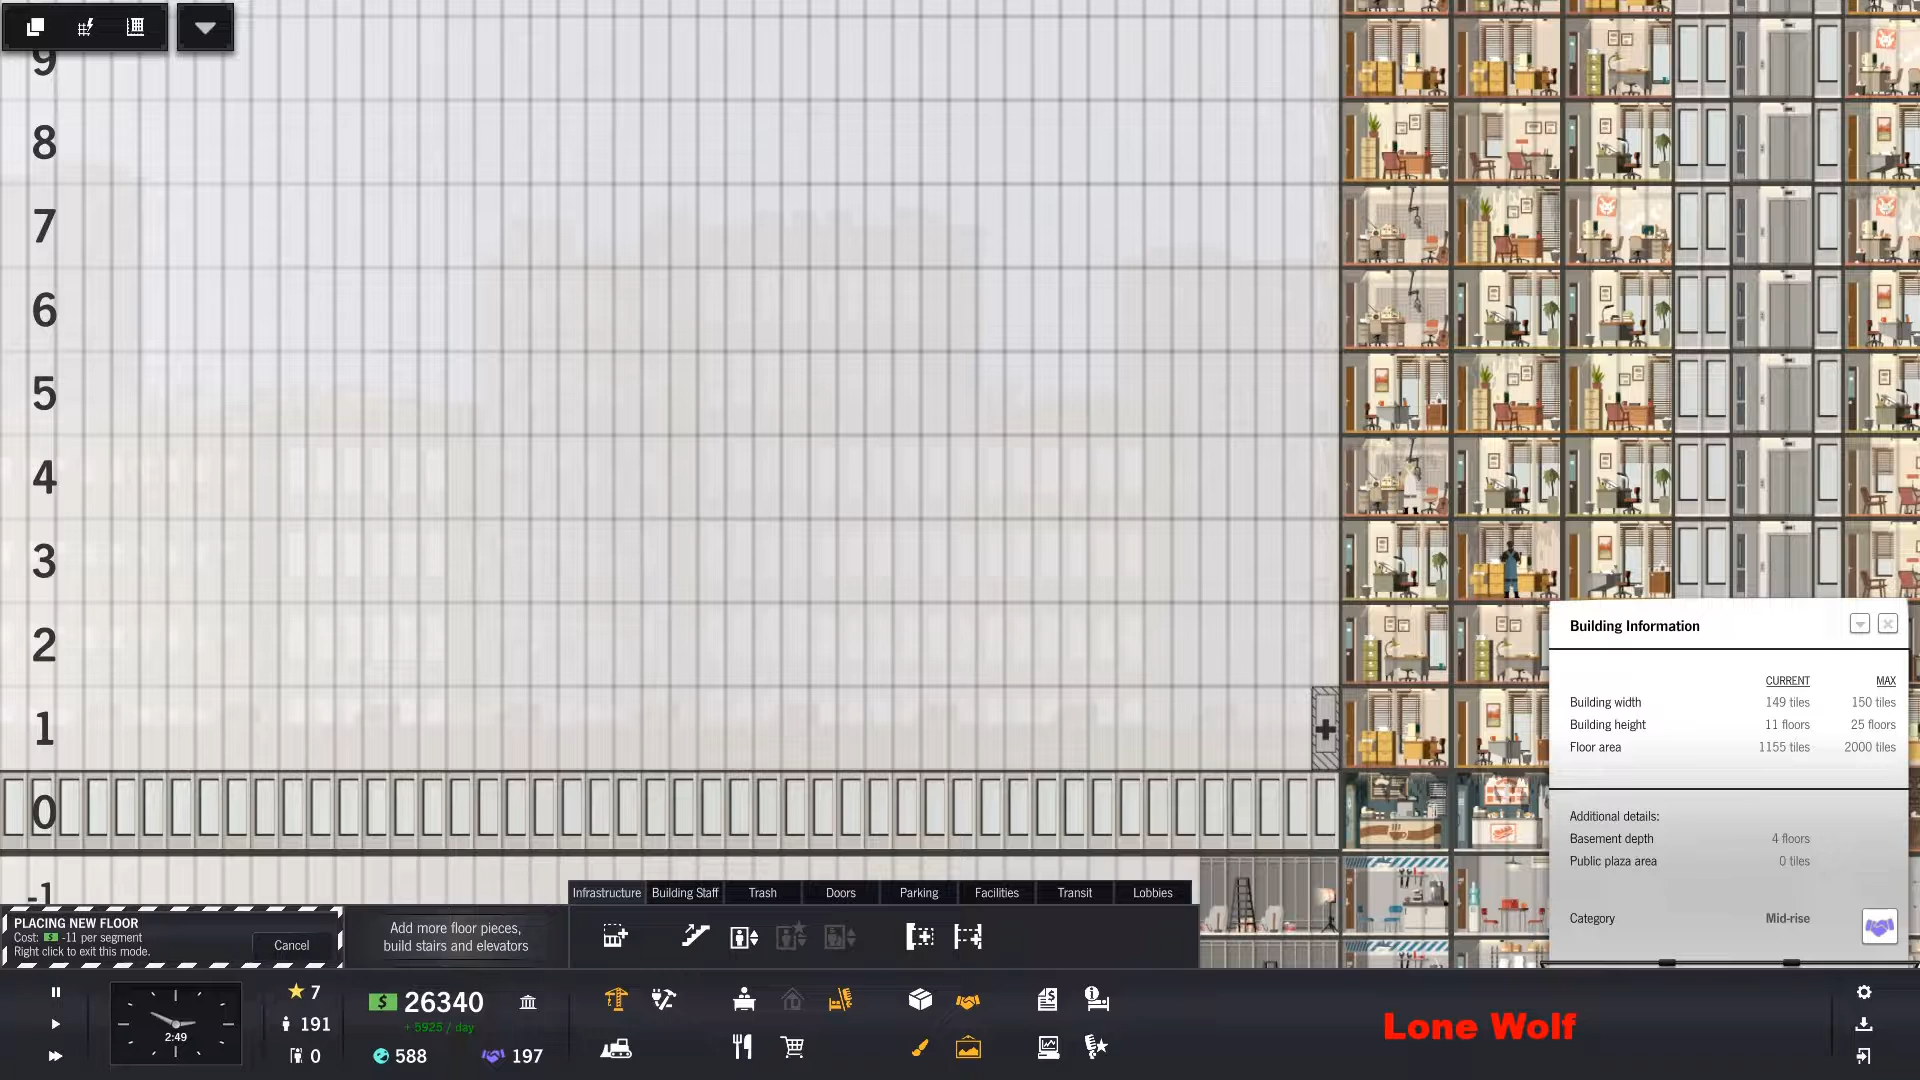 9
8
7
6
5
4
3
2
1
0
-1
Building Information
CURRENT MAX
Building width 149 tiles 150 tiles
Building height 11 floors 25 floors
Floor area 1155 tiles 2000 tiles
Additional details:
Basement depth 4 floors
Public plaza area 0 tiles
Category Mid-rise
Infrastructure Building Staff Trash Doors Parking Facilities Transit Lobbies
PLACING NEW FLOOR
Cost: $ -11 per segment
Right click to exit this mode.
Cancel
Add more floor pieces,
build stairs and elevators
2:49
7
191
0
$ 26340
+ 5925 / day
588
197
Lone Wolf